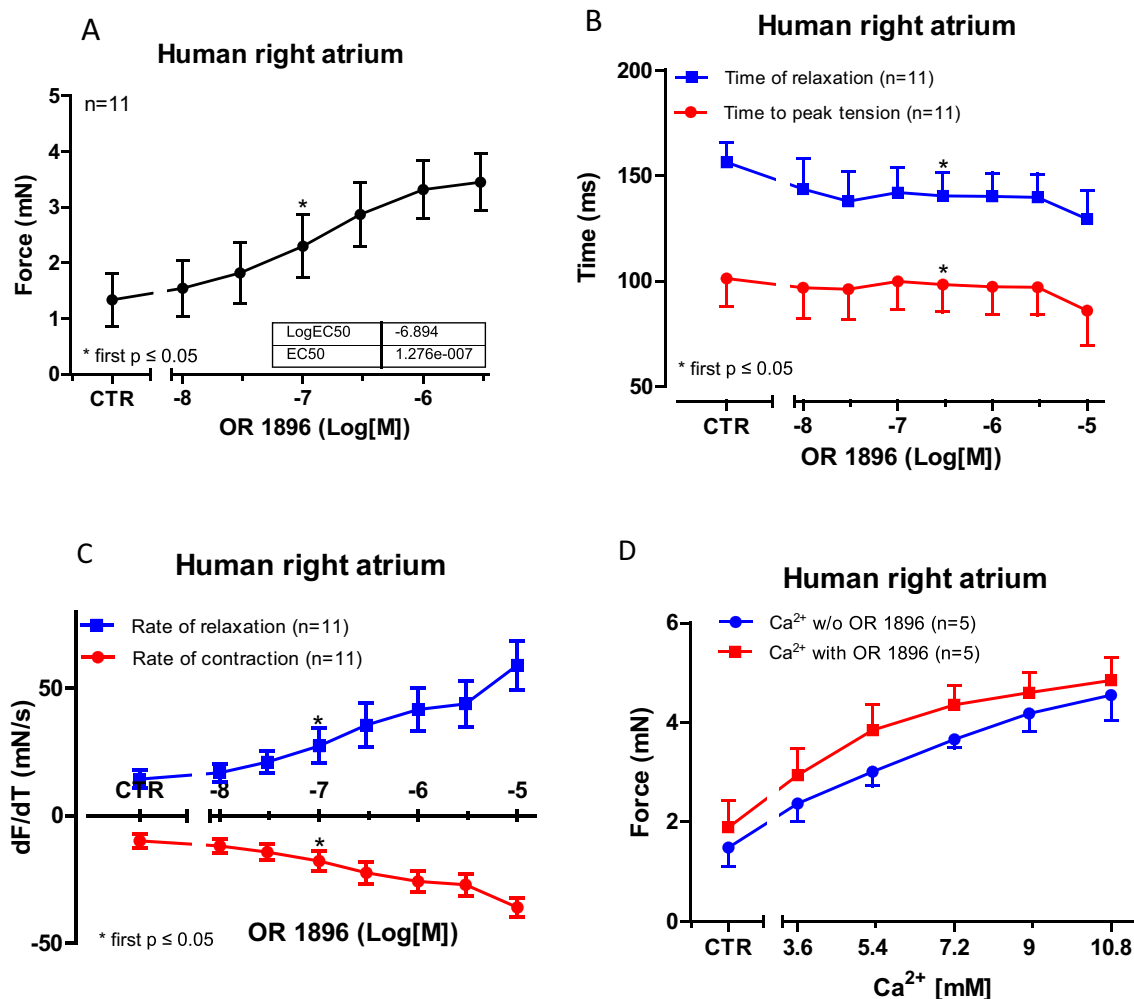 A
Human right atrium
n=11
5
4
3
2
1
0
Force (mN)
*
* first p ≤ 0.05
LogEC50 -6.894
EC50 1.276e-007
CTR -8 -7 -6
OR 1896 (Log[M])
B
Human right atrium
200
150
100
50
Time (ms)
Time of relaxation (n=11)
Time to peak tension (n=11)
*
*
* first p ≤ 0.05
CTR -8 -7 -6 -5
OR 1896 (Log[M])
C
Human right atrium
Rate of relaxation (n=11)
Rate of contraction (n=11)
50
0
-50
dF/dT (mN/s)
*
CTR -8 -7 -6 -5
*
* first p ≤ 0.05
OR 1896 (Log[M])
D
Human right atrium
6
4
2
0
Force (mN)
Ca²⁺ w/o OR 1896 (n=5)
Ca²⁺ with OR 1896 (n=5)
CTR 3.6 5.4 7.2 9 10.8
Ca²⁺ [mM]